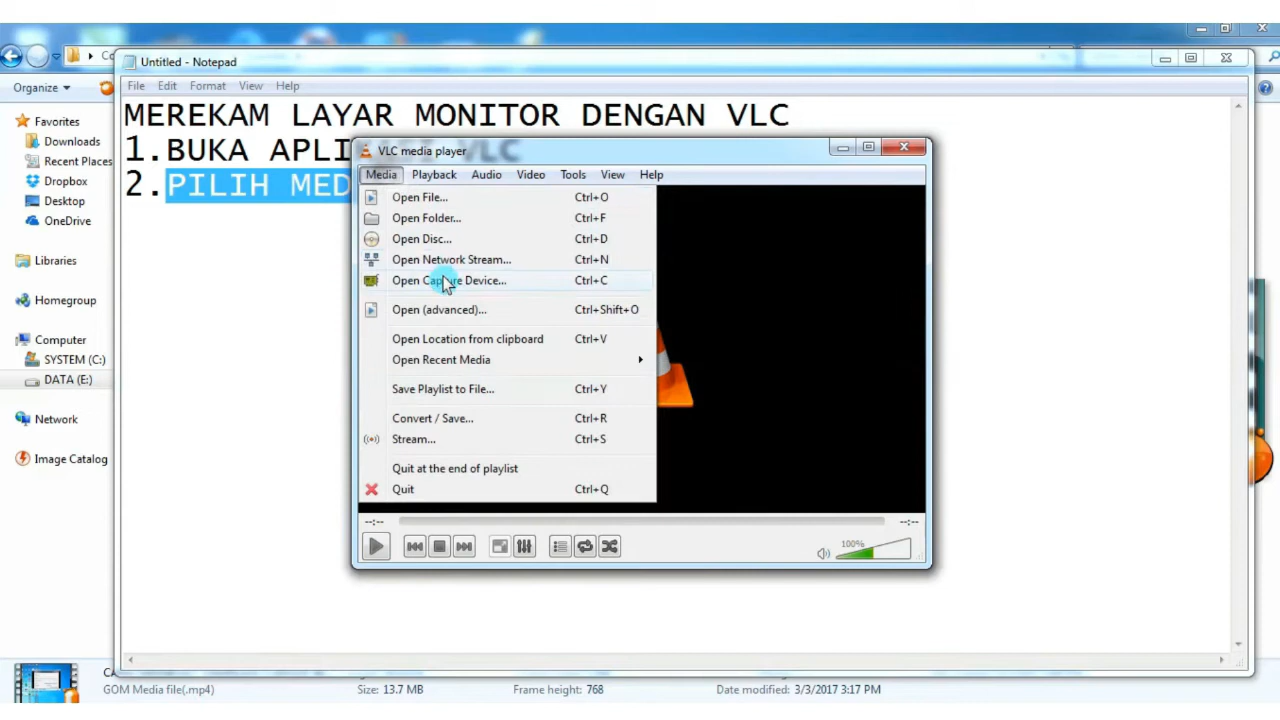 Untitled - Notepad
Organize
File Edit Format View Help
MEREKAM LAYAR MONITOR DENGAN VLC
1.BUKA APLI VLC
2.PILIH MED
Favorites
Downloads
Recent Places
Dropbox
Desktop
OneDrive
Libraries
Homegroup
Computer
SYSTEM (C:)
DATA (E:)
Network
Image Catalog
VLC media player
Media Playback Audio Video Tools View Help
Open File... Ctrl+O
Open Folder... Ctrl+F
Open Disc... Ctrl+D
Open Network Stream... Ctrl+N
Open Capture Device... Ctrl+C
Open (advanced)... Ctrl+Shift+O
Open Location from clipboard Ctrl+V
Open Recent Media
Save Playlist to File... Ctrl+Y
Convert / Save... Ctrl+R
Stream... Ctrl+S
Quit at the end of playlist
Quit Ctrl+Q
--:-- --:--
100%
GOM Media file(.mp4) Size: 13.7 MB Frame height: 768 Date modified: 3/3/2017 3:17 PM